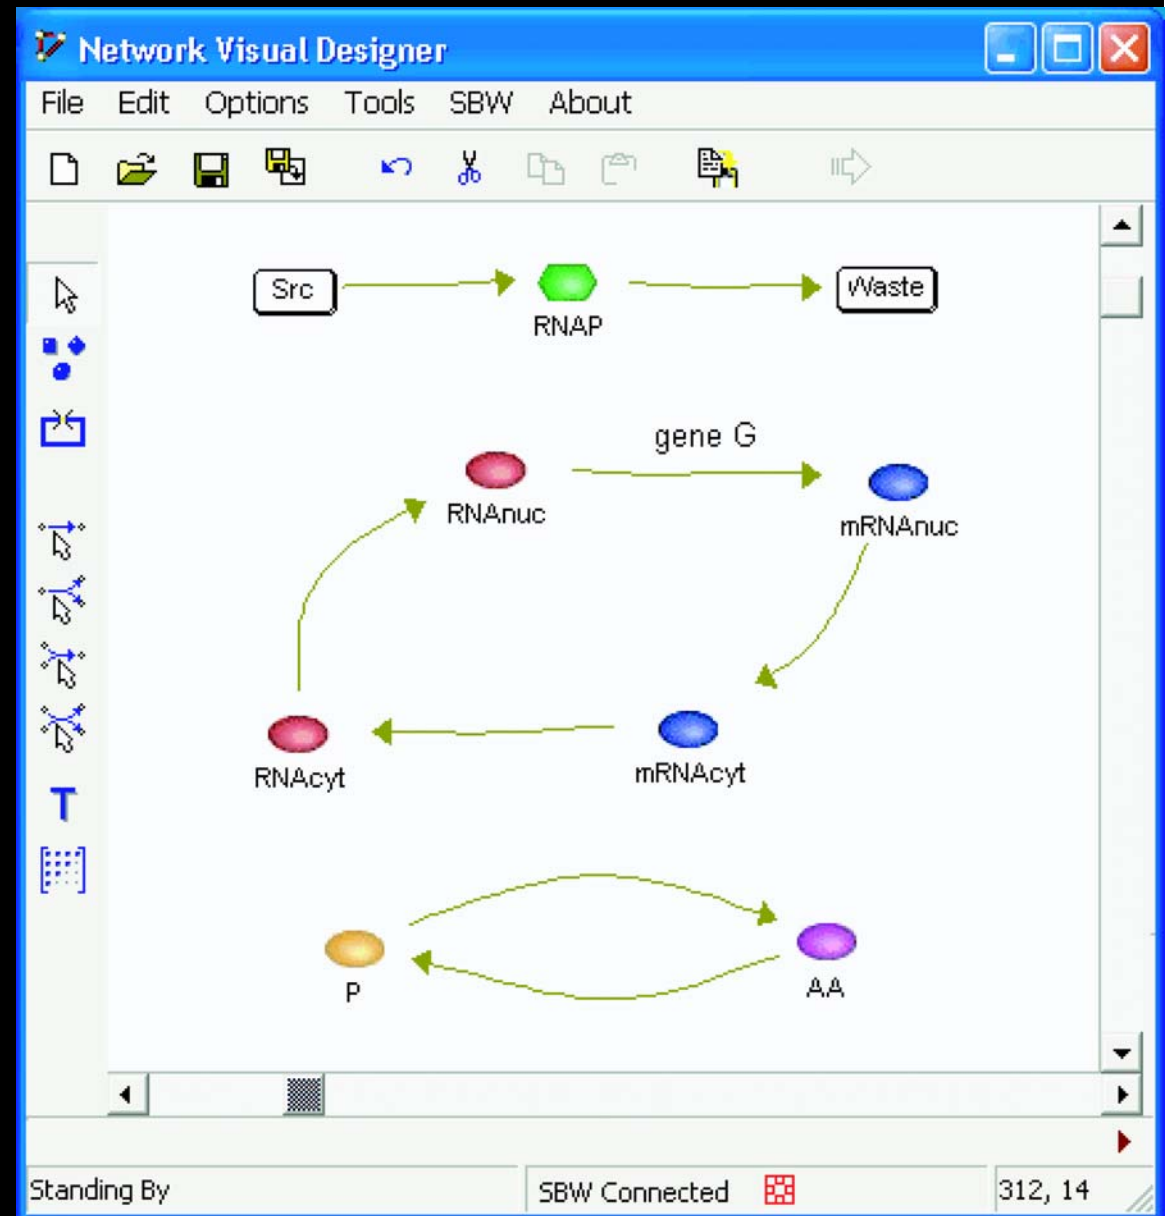 Network Visual Designer
File Edit Options Tools SBW About
Src
RNAP
Waste
gene G
RNAnuc
mRNAnuc
RNAcyt
mRNAcyt
P
AA
T
Standing By
SBW Connected
312, 14